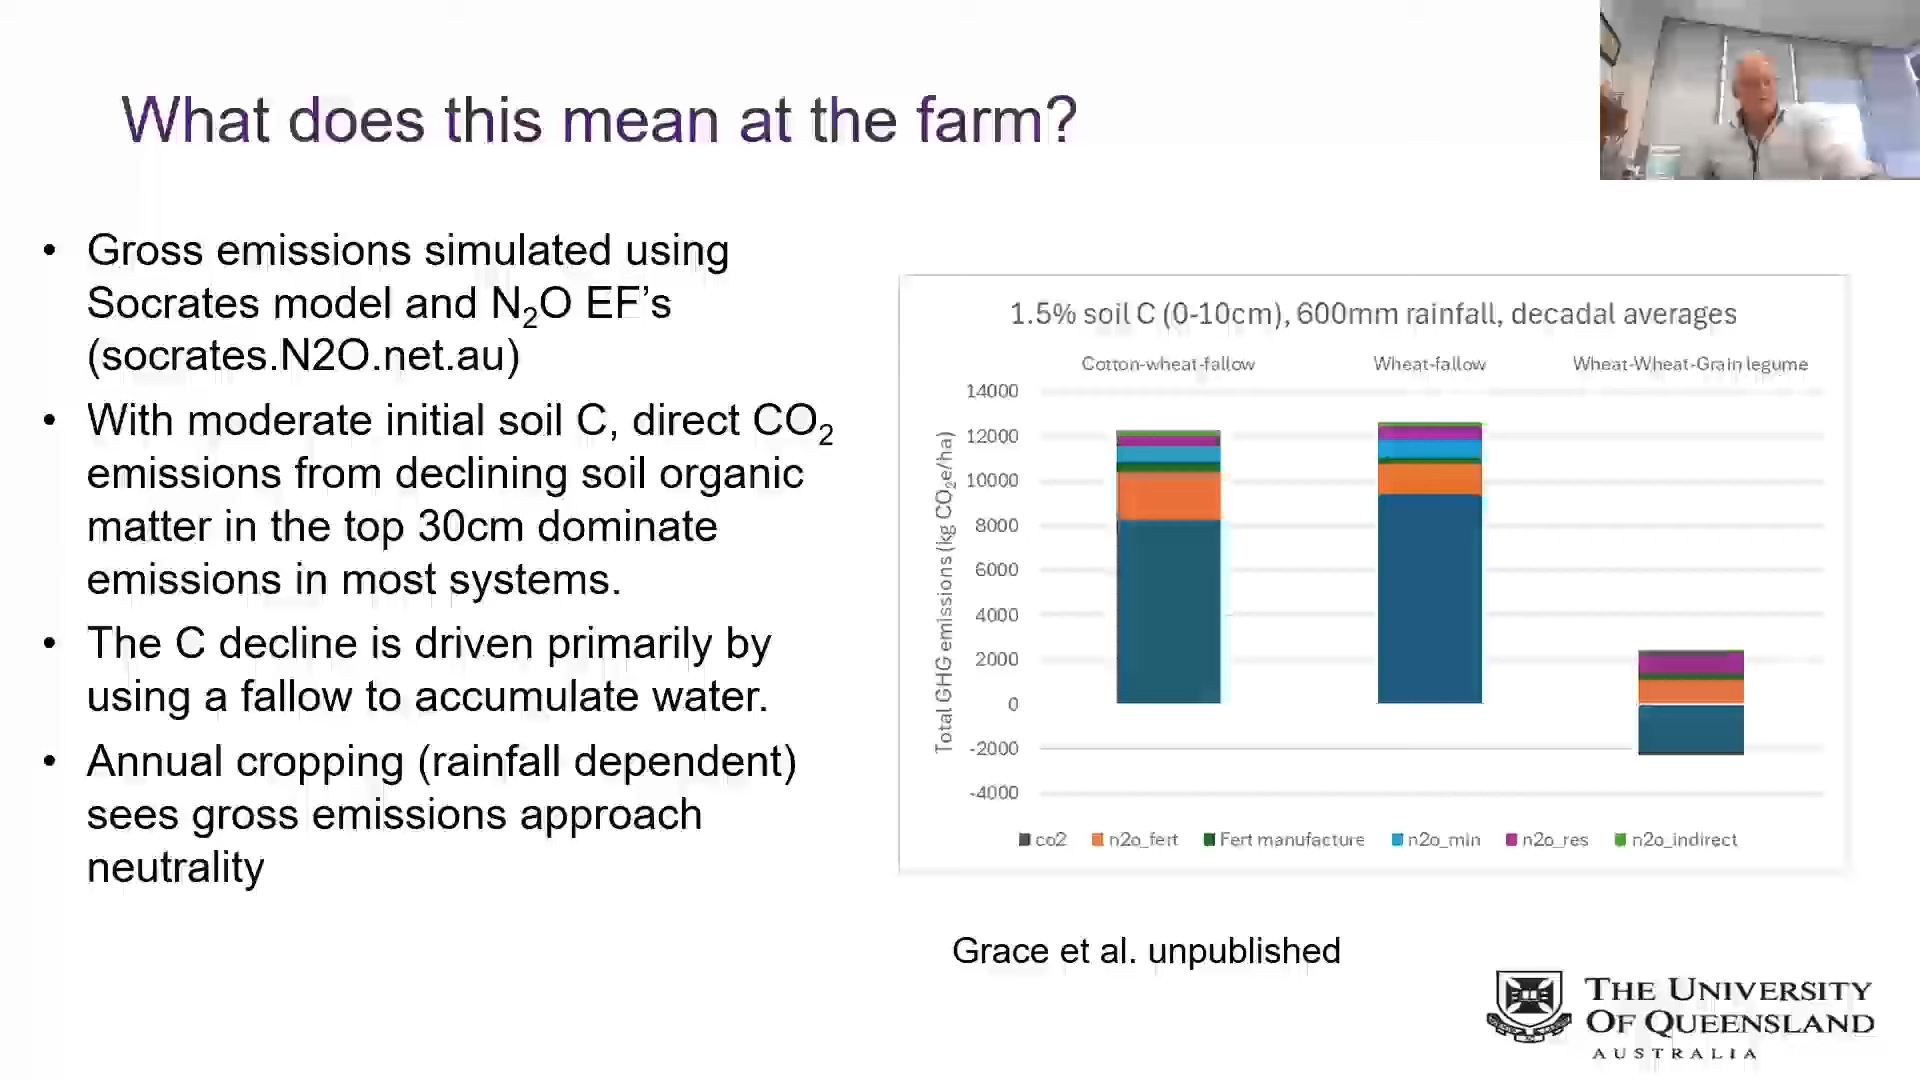 What does this mean at the farm?
• Gross emissions simulated using
Socrates model and N₂O EF’s
(socrates.N2O.net.au)
• With moderate initial soil C, direct CO₂
emissions from declining soil organic
matter in the top 30cm dominate
emissions in most systems.
• The C decline is driven primarily by
using a fallow to accumulate water.
• Annual cropping (rainfall dependent)
sees gross emissions approach
neutrality
1.5% soil C (0-10cm), 600mm rainfall, decadal averages
Cotton-wheat-fallow Wheat-fallow Wheat-Wheat-Grain legume
Total GHG emissions (kg CO₂e/ha)
14000
12000
10000
8000
6000
4000
2000
0
-2000
-4000
co2 n2o_fert Fert manufacture n2o_min n2o_res n2o_indirect
Grace et al. unpublished
THE UNIVERSITY
OF QUEENSLAND
AUSTRALIA